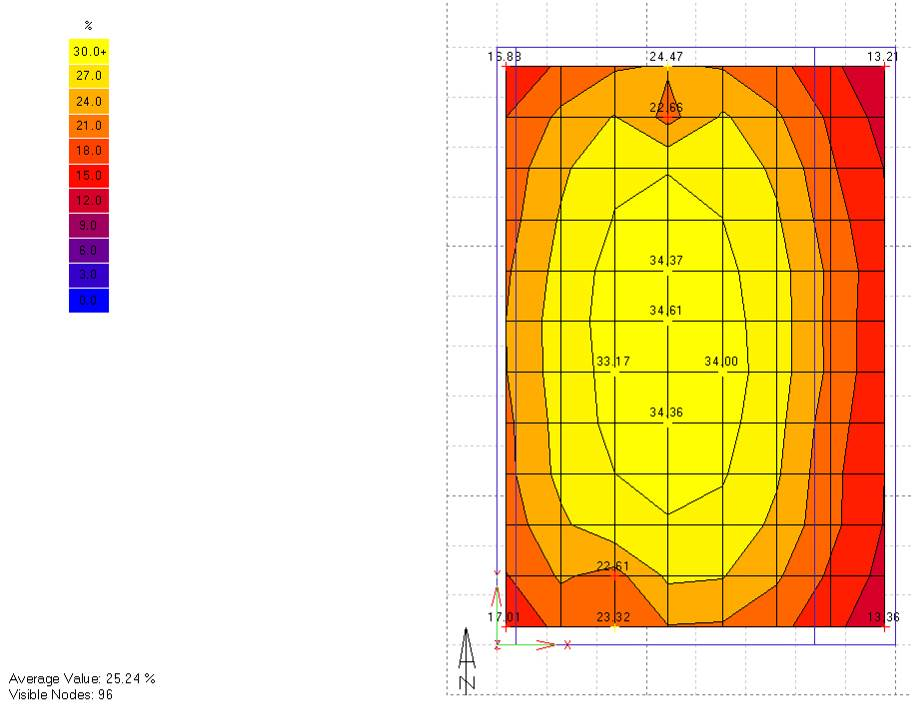 %
30.0+
27.0
24.0
21.0
18.0
15.0
12.0
9.0
6.0
3.0
0.0
16.83 24.47 13.21
22.66
34.37
34.61
33.17 34.00
34.36
22.61
Y
17.01 23.32 13.36
Z X
N
Average Value: 25.24 %
Visible Nodes: 96